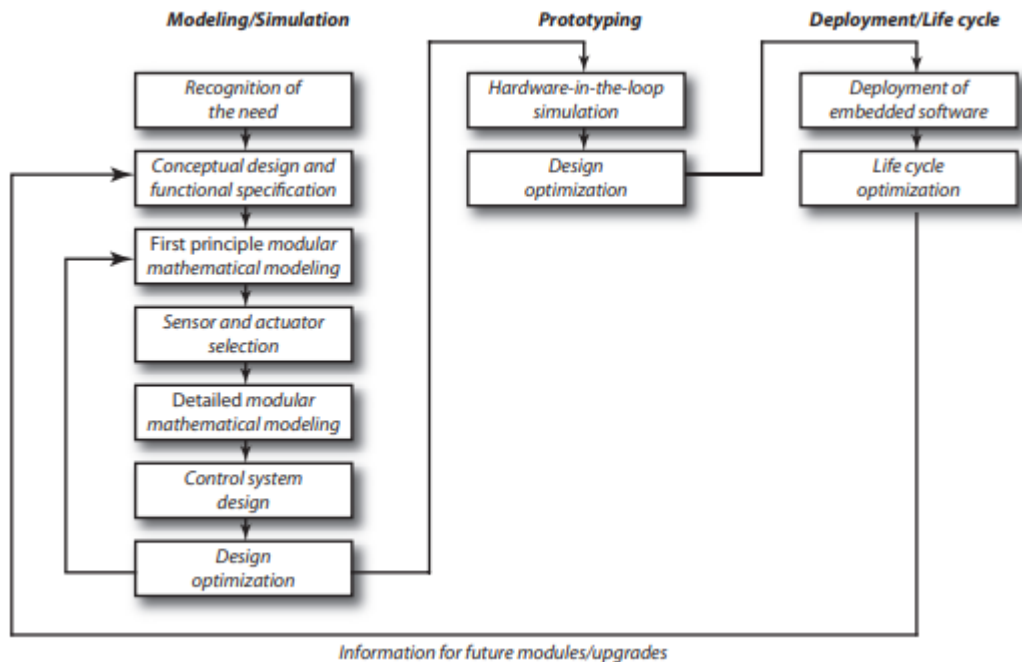 Modeling/Simulation
Recognition of
the need
Conceptual design and
functional specification
First principle modular
mathematical modeling
Sensor and actuator
selection
Detailed modular
mathematical modeling
Control system
design
Design
optimization
Prototyping
Hardware-in-the-loop
simulation
Design
optimization
Deployment/Life cycle
Deployment of
embedded software
Life cycle
optimization
Information for future modules/upgrades